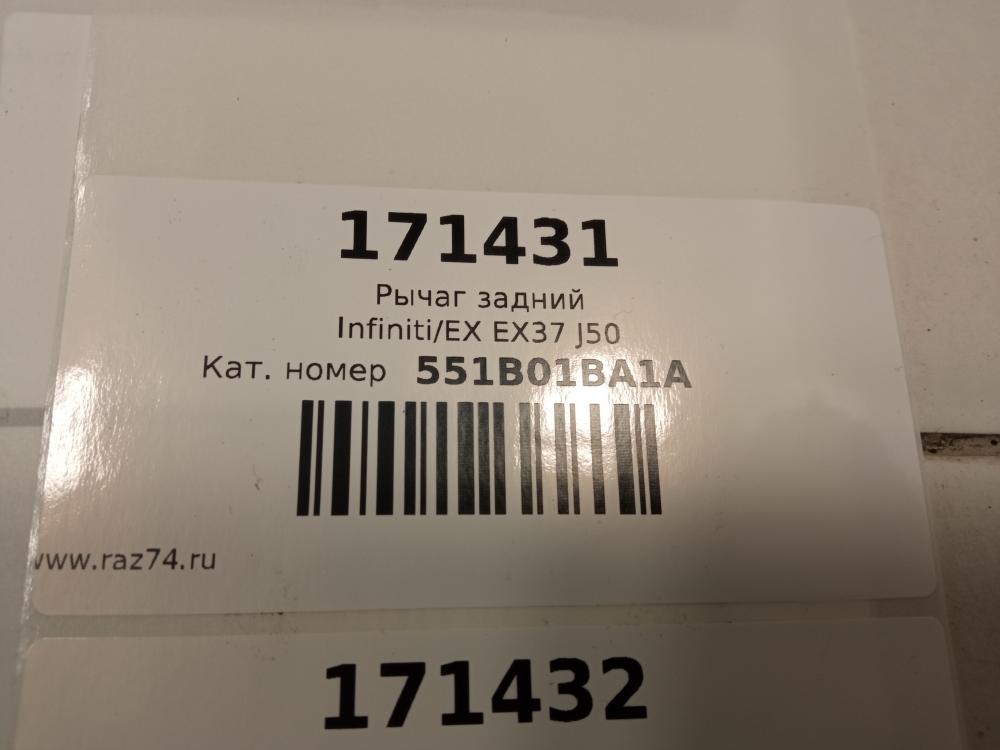 171431
Рычаг задний
Infiniti/EX EX37 J50
Кат. номер 551B01BA1A
www.raz74.ru
171432